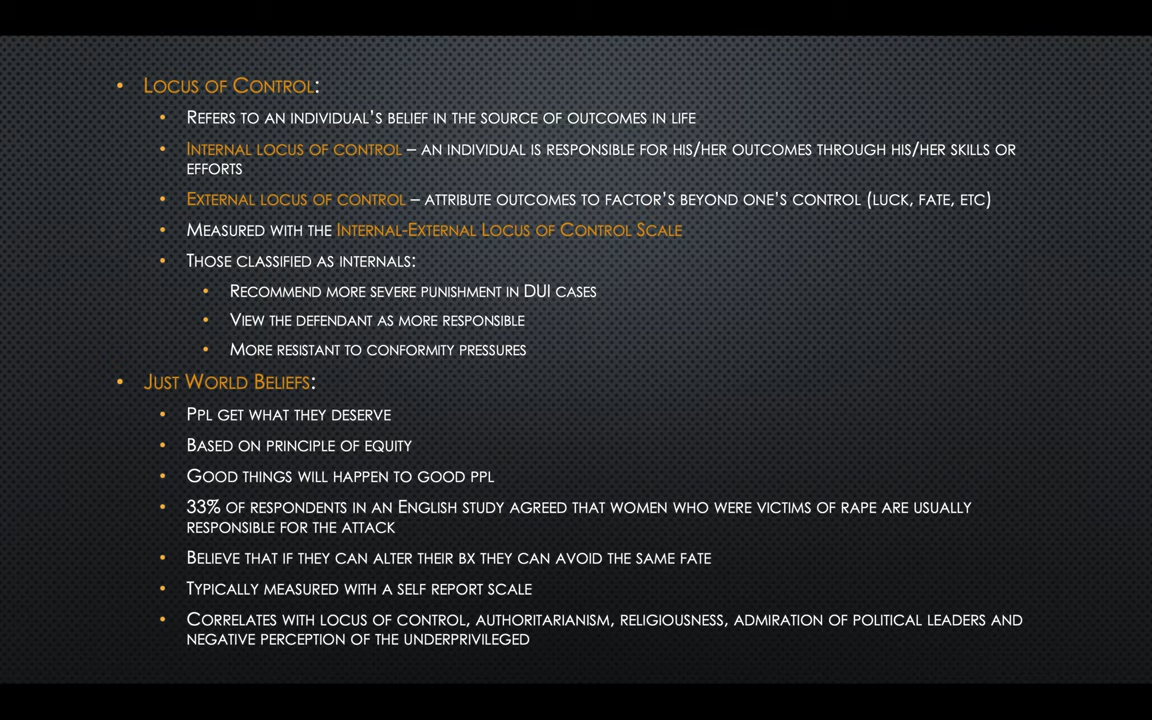 • Locus of Control:
• Refers to an individual's belief in the source of outcomes in life
• Internal locus of control – an individual is responsible for his/her outcomes through his/her skills or
efforts
• External locus of control – attribute outcomes to factor's beyond one's control (luck, fate, etc)
• Measured with the Internal-External Locus of Control Scale
• Those classified as internals:
• Recommend more severe punishment in DUI cases
• View the defendant as more responsible
• More resistant to conformity pressures
• Just World Beliefs:
• Ppl get what they deserve
• Based on principle of equity
• Good things will happen to good ppl
• 33% of respondents in an English study agreed that women who were victims of rape are usually
responsible for the attack
• Believe that if they can alter their bx they can avoid the same fate
• Typically measured with a self report scale
• Correlates with locus of control, authoritarianism, religiousness, admiration of political leaders and
negative perception of the underprivileged